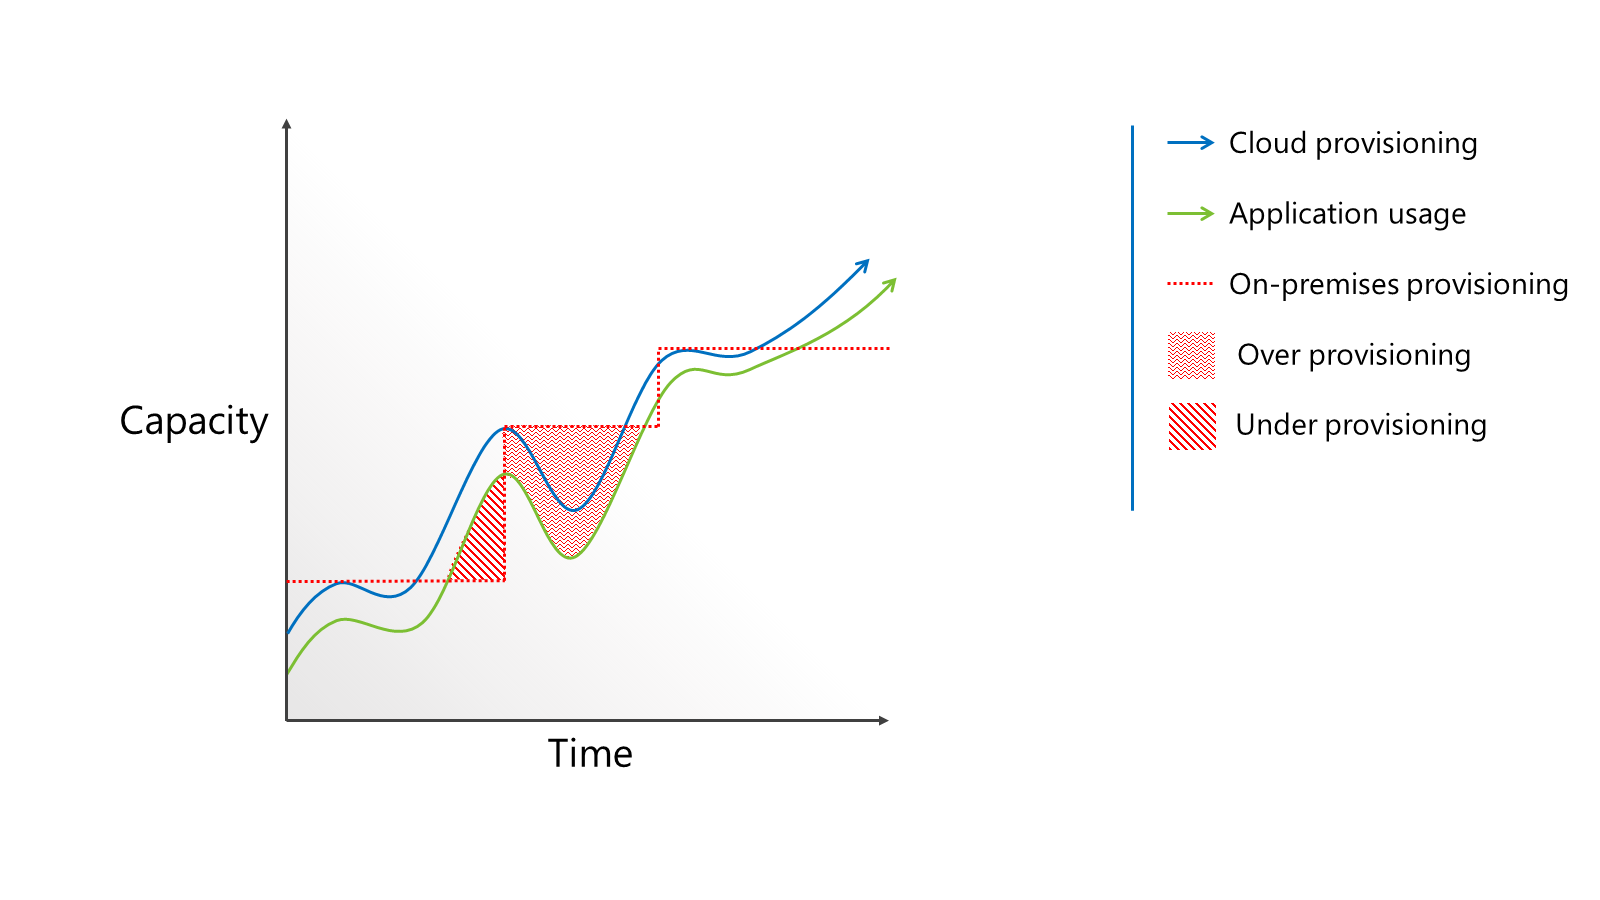 Capacity
Time
Cloud provisioning
Application usage
On-premises provisioning
Over provisioning
Under provisioning